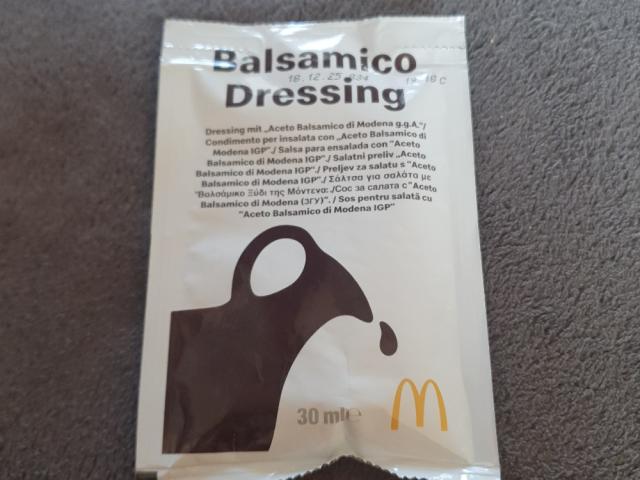 Balsamico
18.12.25
Dressing
Dressing mit „Aceto Balsamico di Modena g.g.A."/
Condimento per insalata con „Aceto Balsamico di
Modena IGP"./ Salsa para ensalada con "Aceto
Balsamico di Modena IGP"./ Salatni preliv „Aceto
Balsamico di Modena IGP"./ Preljev za salatu s "Aceto
Balsamico di Modena IGP"./ Σάλτσα για σαλάτα με
"Βαλσάμικο Ξύδι της Μόντενα:./Сос за салата с "Aceto
Balsamico di Modena (ЗГУ)". / Sos pentru salată cu
"Aceto Balsamico di Modena IGP"
30 ml e